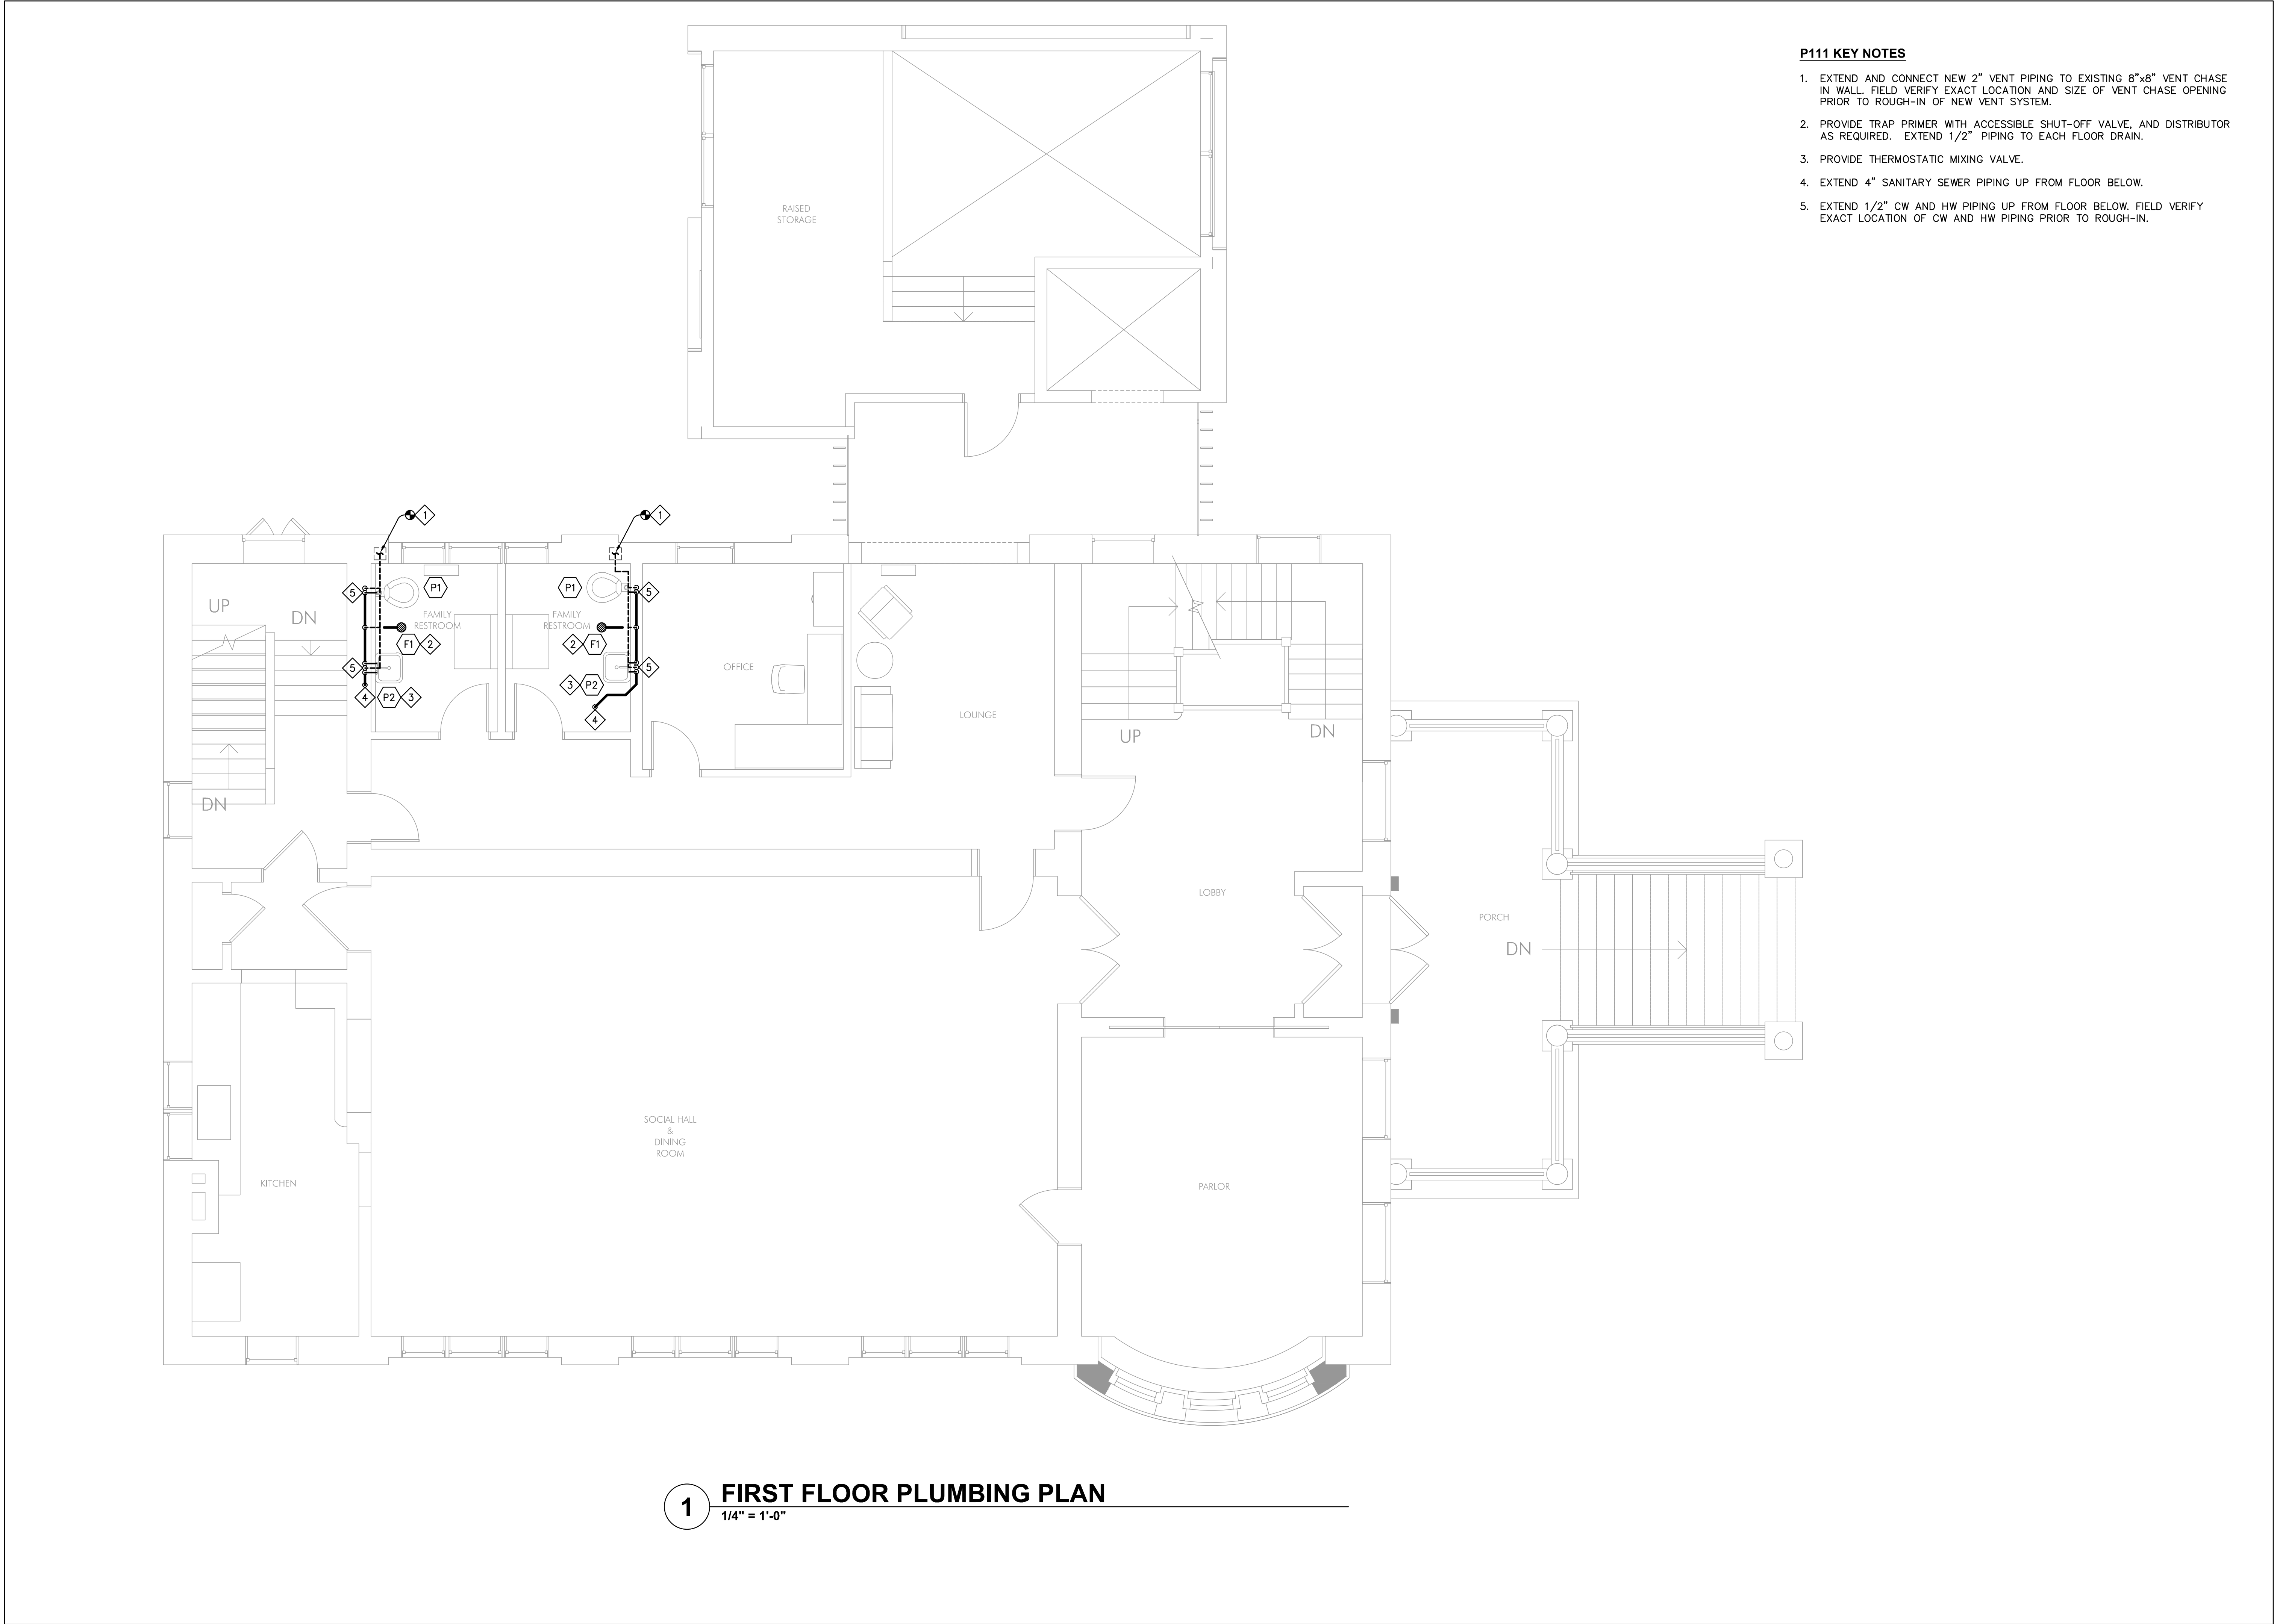 P111 KEY NOTES
1. EXTEND AND CONNECT NEW 2" VENT PIPING TO EXISTING 8"x8" VENT CHASE
IN WALL. FIELD VERIFY EXACT LOCATION AND SIZE OF VENT CHASE OPENING
PRIOR TO ROUGH-IN OF NEW VENT SYSTEM.
2. PROVIDE TRAP PRIMER WITH ACCESSIBLE SHUT-OFF VALVE, AND DISTRIBUTOR
AS REQUIRED. EXTEND 1/2" PIPING TO EACH FLOOR DRAIN.
3. PROVIDE THERMOSTATIC MIXING VALVE.
4. EXTEND 4" SANITARY SEWER PIPING UP FROM FLOOR BELOW.
5. EXTEND 1/2" CW AND HW PIPING UP FROM FLOOR BELOW. FIELD VERIFY
EXACT LOCATION OF CW AND HW PIPING PRIOR TO ROUGH-IN.
RAISED
STORAGE
1
1
5
P1
P1
5
UP
DN
FAMILY
RESTROOM
FAMILY
RESTROOM
F1
2
2
F1
5
5
OFFICE
4
P2
3
3
P2
4
LOUNGE
UP
DN
DN
LOBBY
PORCH
DN
SOCIAL HALL
&
DINING
ROOM
KITCHEN
PARLOR
1
FIRST FLOOR PLUMBING PLAN
1/4" = 1'-0"